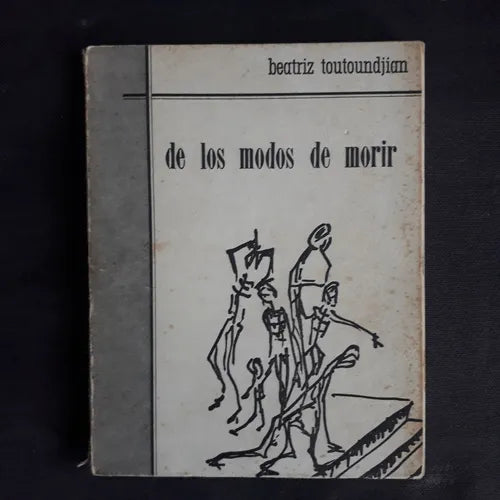 beatriz toutoundjian
de los modos de morir